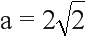 a = 2√2